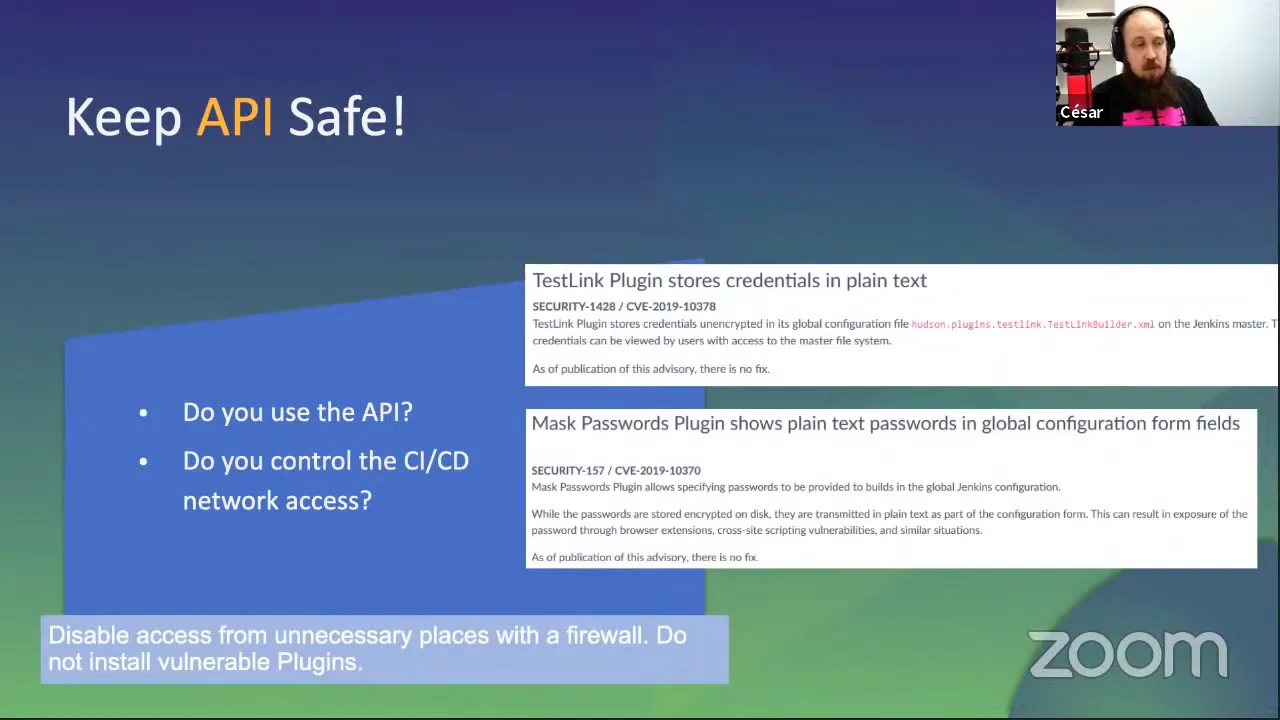 César
Keep API Safe!
TestLink Plugin stores credentials in plain text
SECURITY-1428 / CVE-2019-10378
TestLink Plugin stores credentials unencrypted in its global configuration file hudson.plugins.testlink.TestLinkBuilder.xml on the Jenkins master. T
credentials can be viewed by users with access to the master file system.
As of publication of this advisory, there is no fix.
• Do you use the API?
• Do you control the CI/CD
network access?
Mask Passwords Plugin shows plain text passwords in global configuration form fields
SECURITY-157 / CVE-2019-10370
Mask Passwords Plugin allows specifying passwords to be provided to builds in the global Jenkins configuration.
While the passwords are stored encrypted on disk, they are transmitted in plain text as part of the configuration form. This can result in exposure of the
password through browser extensions, cross-site scripting vulnerabilities, and similar situations.
As of publication of this advisory, there is no fix.
Disable access from unnecessary places with a firewall. Do
not install vulnerable Plugins.
zoom